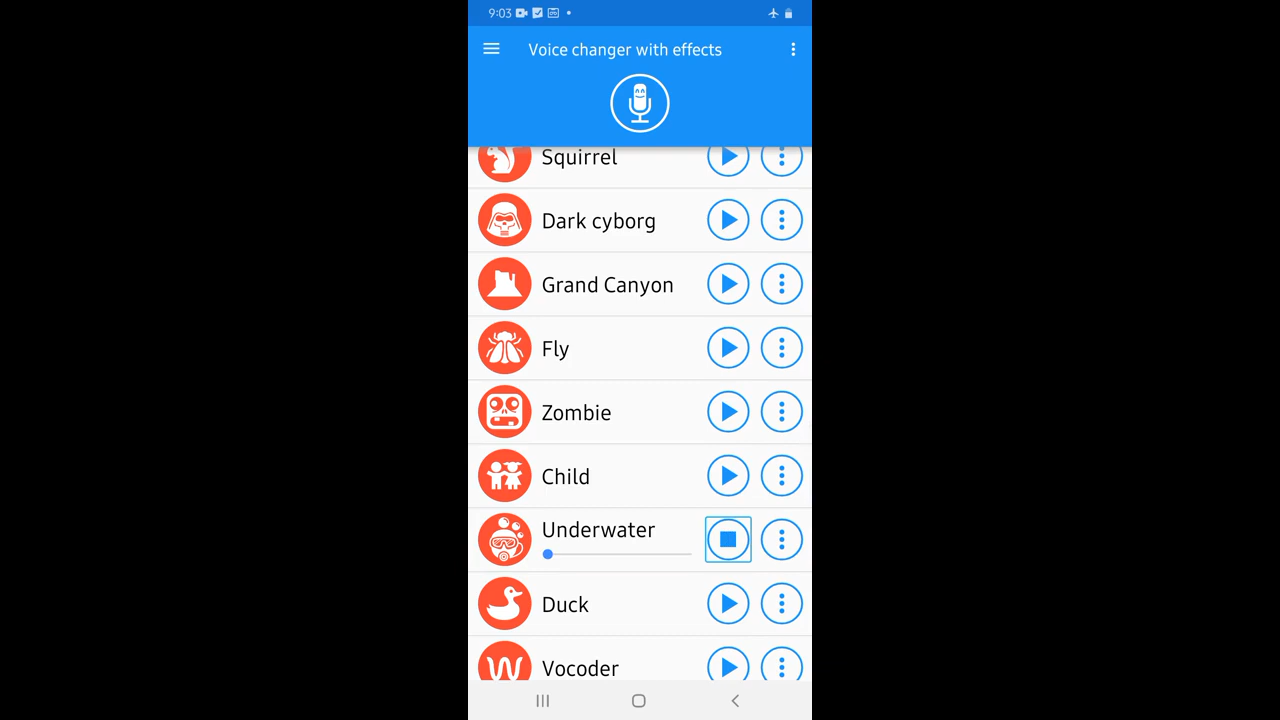 9:03
Voice changer with effects
Squirrel
Dark cyborg
Grand Canyon
Fly
Zombie
Child
Underwater
Duck
Vocoder